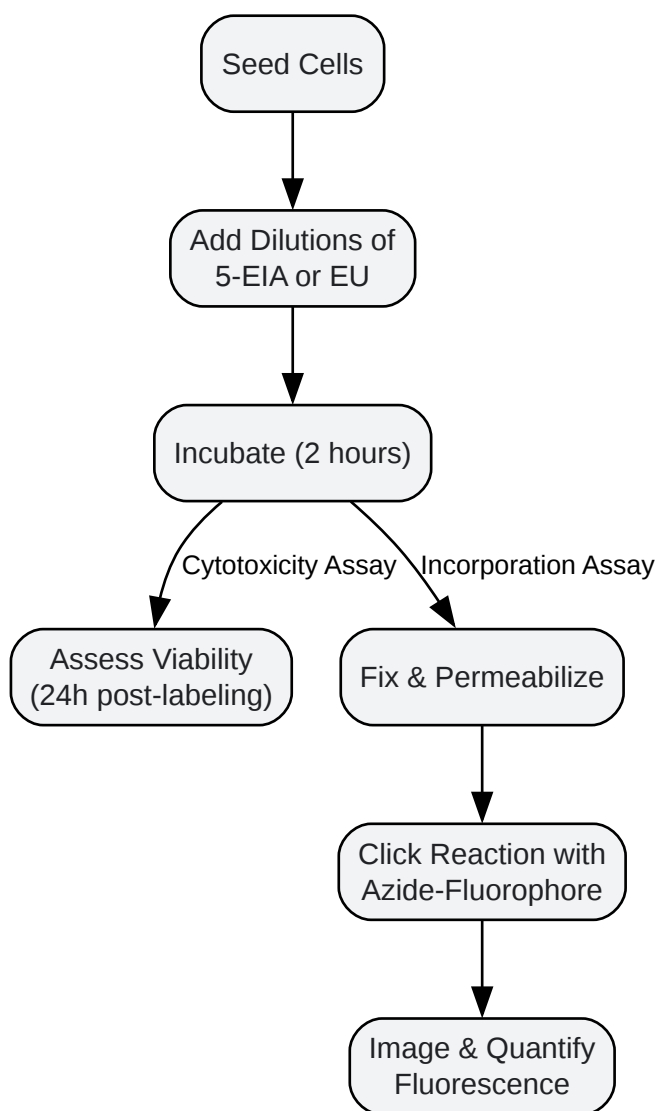 Seed Cells
Add Dilutions of
5-EIA or EU
Incubate (2 hours)
Cytotoxicity Assay
Incorporation Assay
Assess Viability
(24h post-labeling)
Fix & Permeabilize
Click Reaction with
Azide-Fluorophore
Image & Quantify
Fluorescence